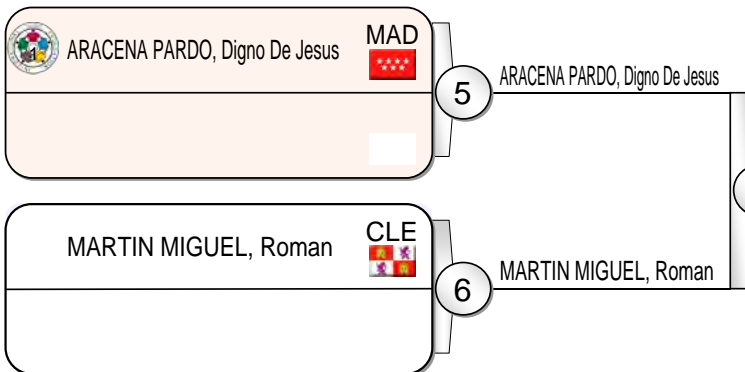 1
ARACENA PARDO, Digno De Jesus
MAD
5
ARACENA PARDO, Digno De Jesus
MARTIN MIGUEL, Roman
CLE
6
MARTIN MIGUEL, Roman